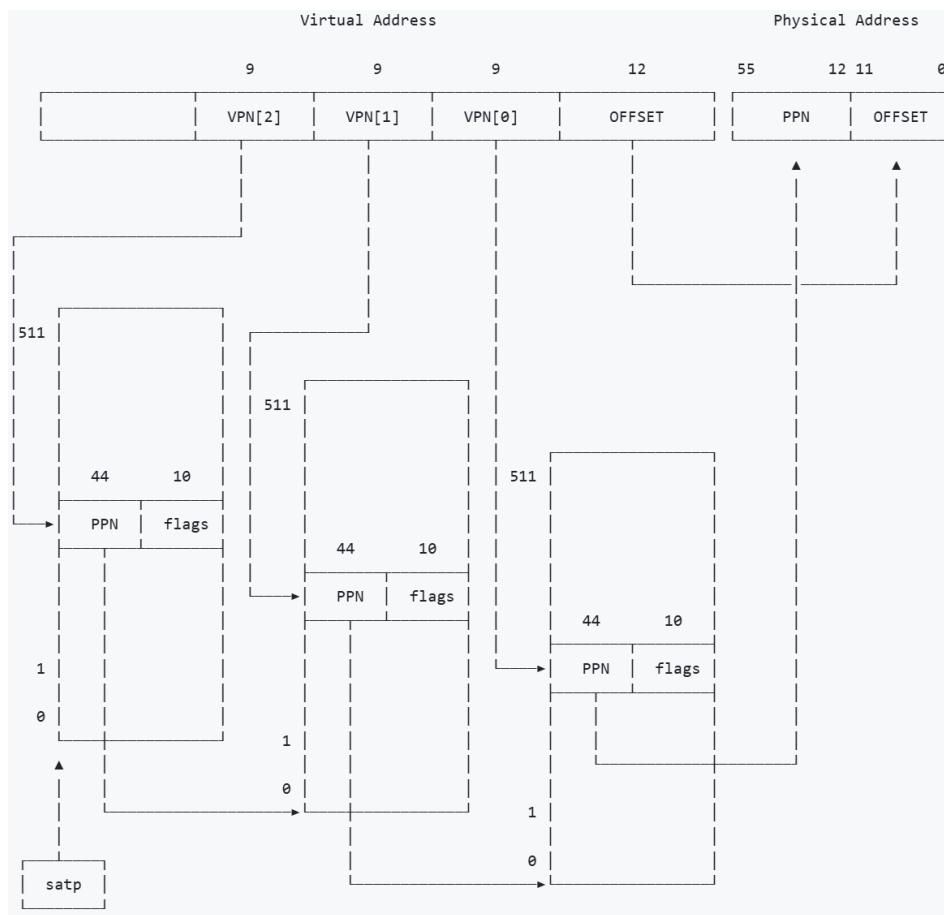 Virtual Address Physical Address
9 9 9 12 55 12 11 0
VPN[2] VPN[1] VPN[0] OFFSET PPN OFFSET
511
511
44 10 511
PPN flags
44 10
PPN flags
44 10
1 PPN flags
0
1
0
1
0
satp